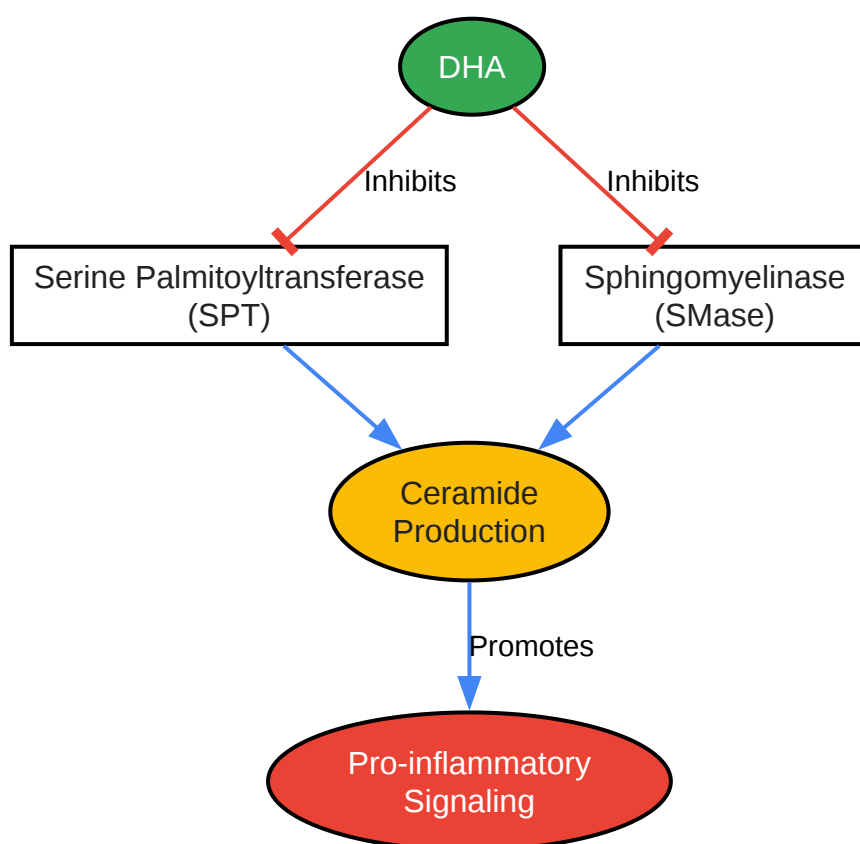 DHA
Inhibits
Inhibits
Serine Palmitoyltransferase
(SPT)
Sphingomyelinase
(SMase)
Ceramide
Production
Promotes
Pro-inflammatory
Signaling